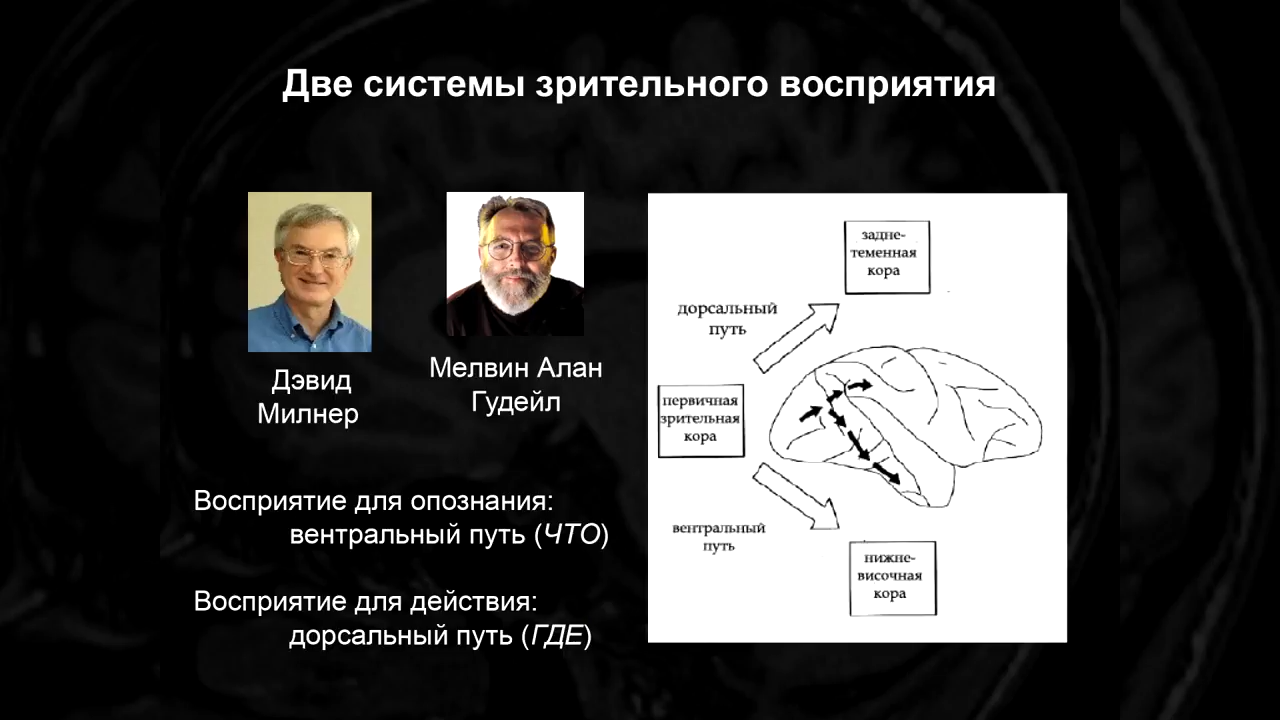 Две системы зрительного восприятия
Дэвид
Милнер
Мелвин Алан
Гудейл
Восприятие для опознания:
вентральный путь (ЧТО)
Восприятие для действия:
дорсальный путь (ГДЕ)
задне-
теменная
кора
дорсальный
путь
первичная
зрительная
кора
вентральный
путь
нижне-
височная
кора